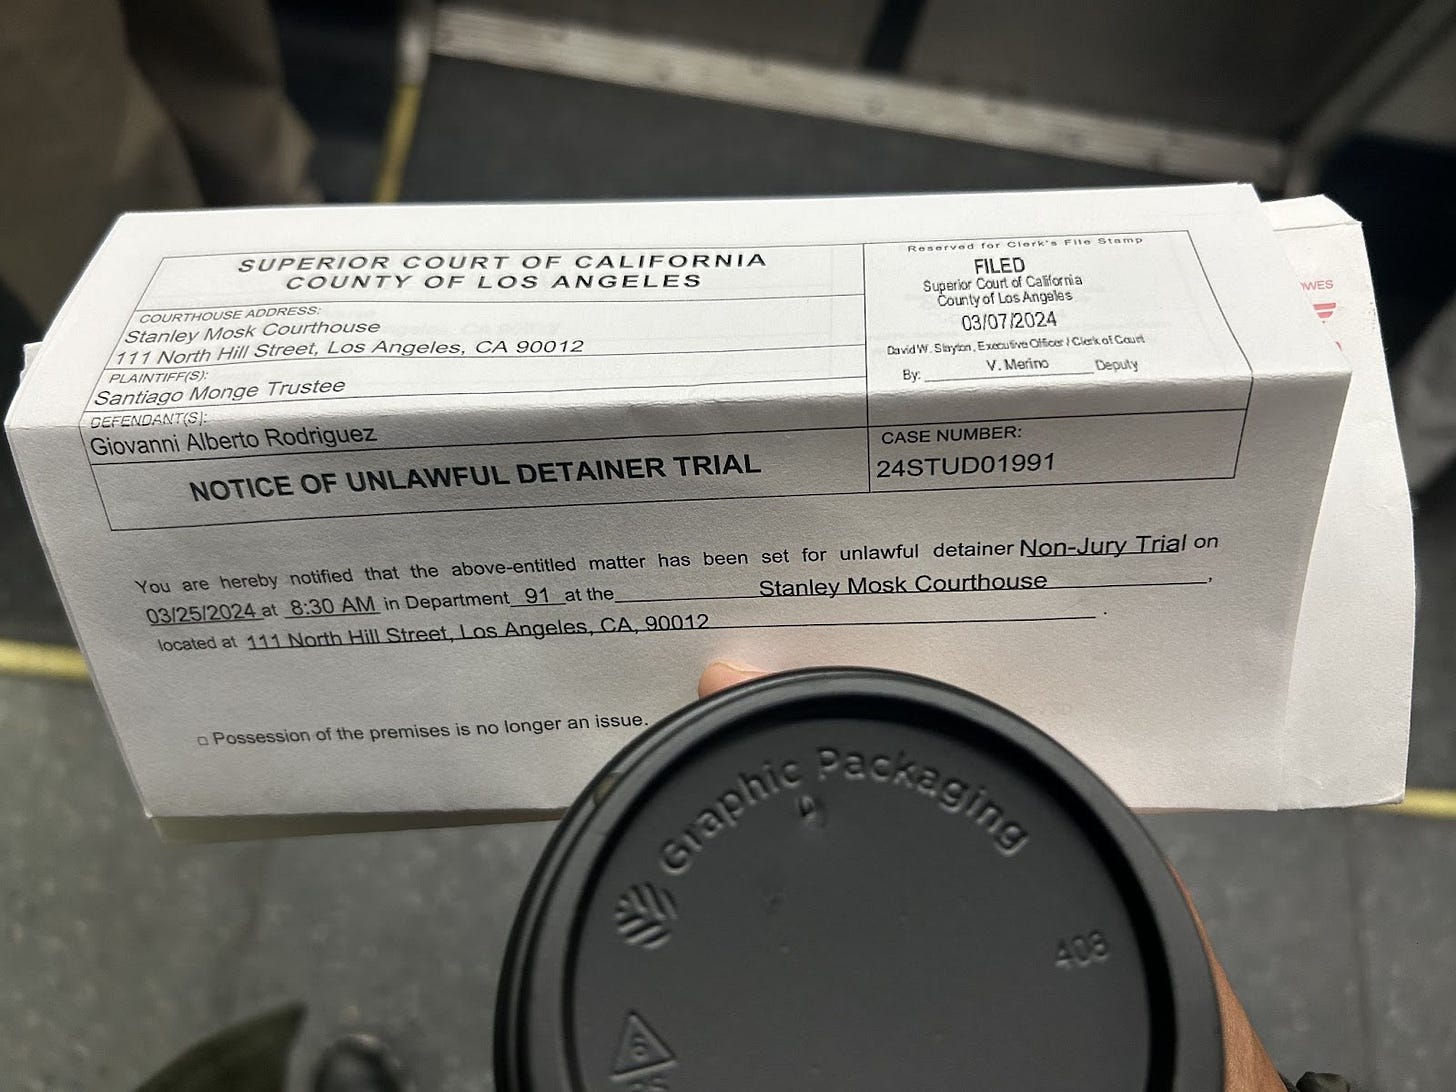 SUPERIOR COURT OF CALIFORNIA
COUNTY OF LOS ANGELES
COURTHOUSE ADDRESS:
Stanley Mosk Courthouse
111 North Hill Street, Los Angeles, CA 90012
PLAINTIFF(S):
Santiago Monge Trustee
DEFENDANT(S):
Giovanni Alberto Rodriguez
NOTICE OF UNLAWFUL DETAINER TRIAL
Reserved for Clerk's File Stamp
FILED
Superior Court of California
County of Los Angeles
03/07/2024
David W. Slayton, Executive Officer / Clerk of Court
By: V. Merino Deputy
CASE NUMBER:
24STUD01991
You are hereby notified that the above-entitled matter has been set for unlawful detainer Non-Jury Trial on
03/25/2024 at 8:30 AM in Department 91 at the Stanley Mosk Courthouse,
located at 111 North Hill Street, Los Angeles, CA, 90012.
□ Possession of the premises is no longer an issue.
Graphic Packaging
408
6